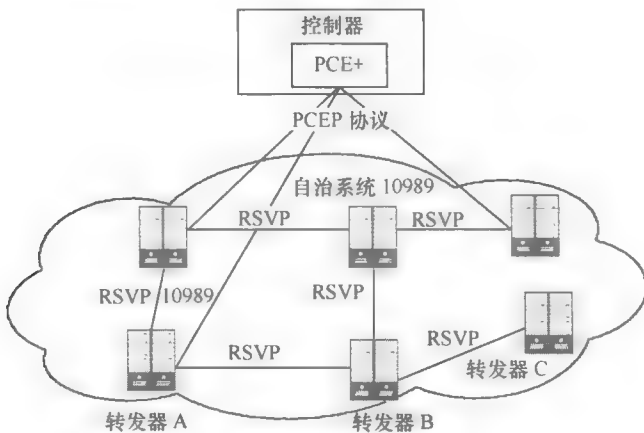 控制器
PCE+
PCEP 协议
自治系统 10989
RSVP
RSVP
RSVP 10989
RSVP
RSVP
RSVP
转发器 C
转发器 A
转发器 B